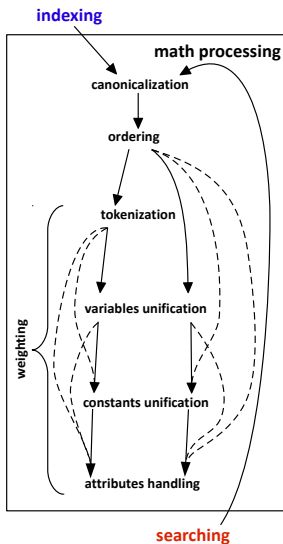 indexing
math processing
canonicalization
ordering
tokenization
variables unification
weighting
constants unification
attributes handling
searching